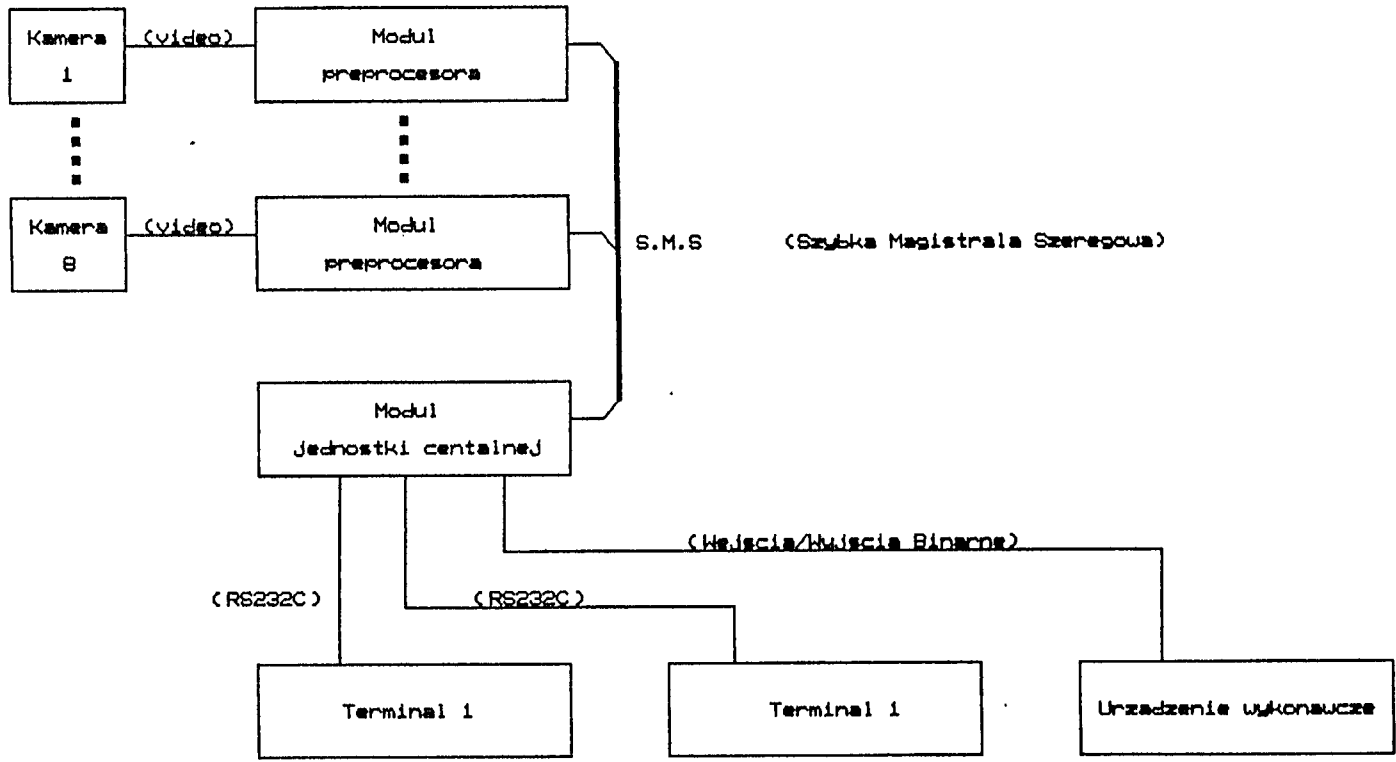 Kamera
1
(video)
Modul
preprocesora
Kamera
8
(video)
Modul
preprocesora
S.M.S
(Szybka Magistrala Szeregowa)
Modul
jednostki centalnej
(Wejscia/Wyjscia Binarne)
(RS232C)
(RS232C)
Terminal 1
Terminal 1
Urzadzenie wykonawcze